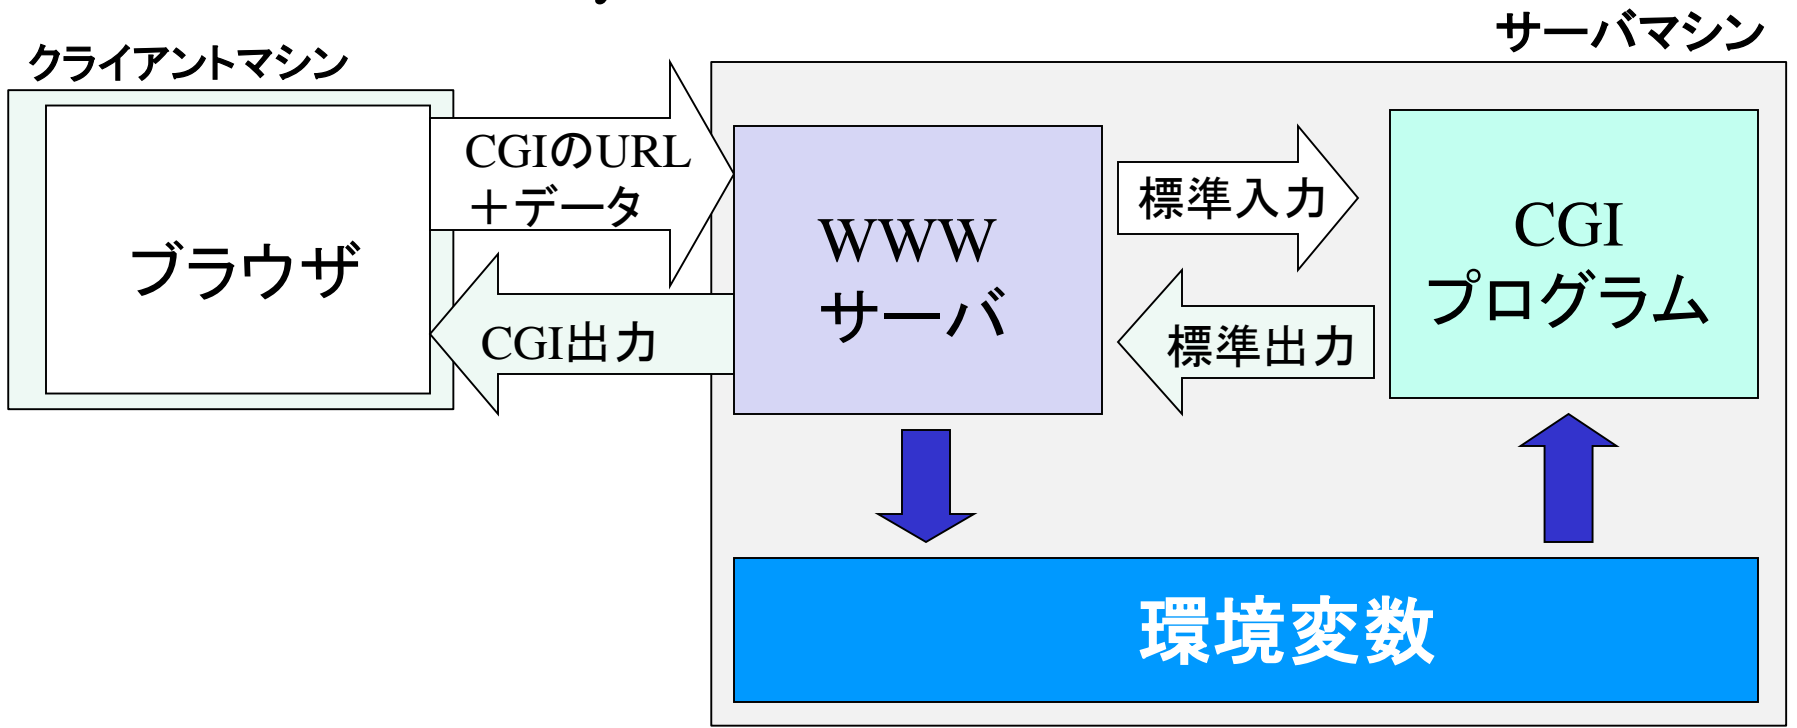 サーバマシン
クライアントマシン
CGIのURL
＋データ
ブラウザ
CGI出力
WWW
サーバ
標準入力
標準出力
CGI
プログラム
環境変数